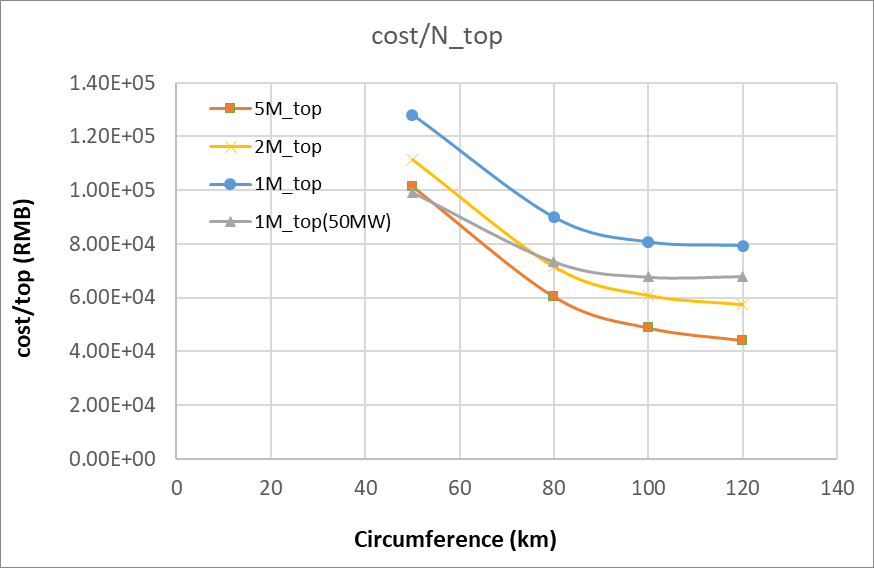 cost/N_top
1.40E+05
1.20E+05
1.00E+05
8.00E+04
6.00E+04
4.00E+04
2.00E+04
0.00E+00
cost/top (RMB)
5M_top
2M_top
1M_top
1M_top(50MW)
0 20 40 60 80 100 120 140
Circumference (km)